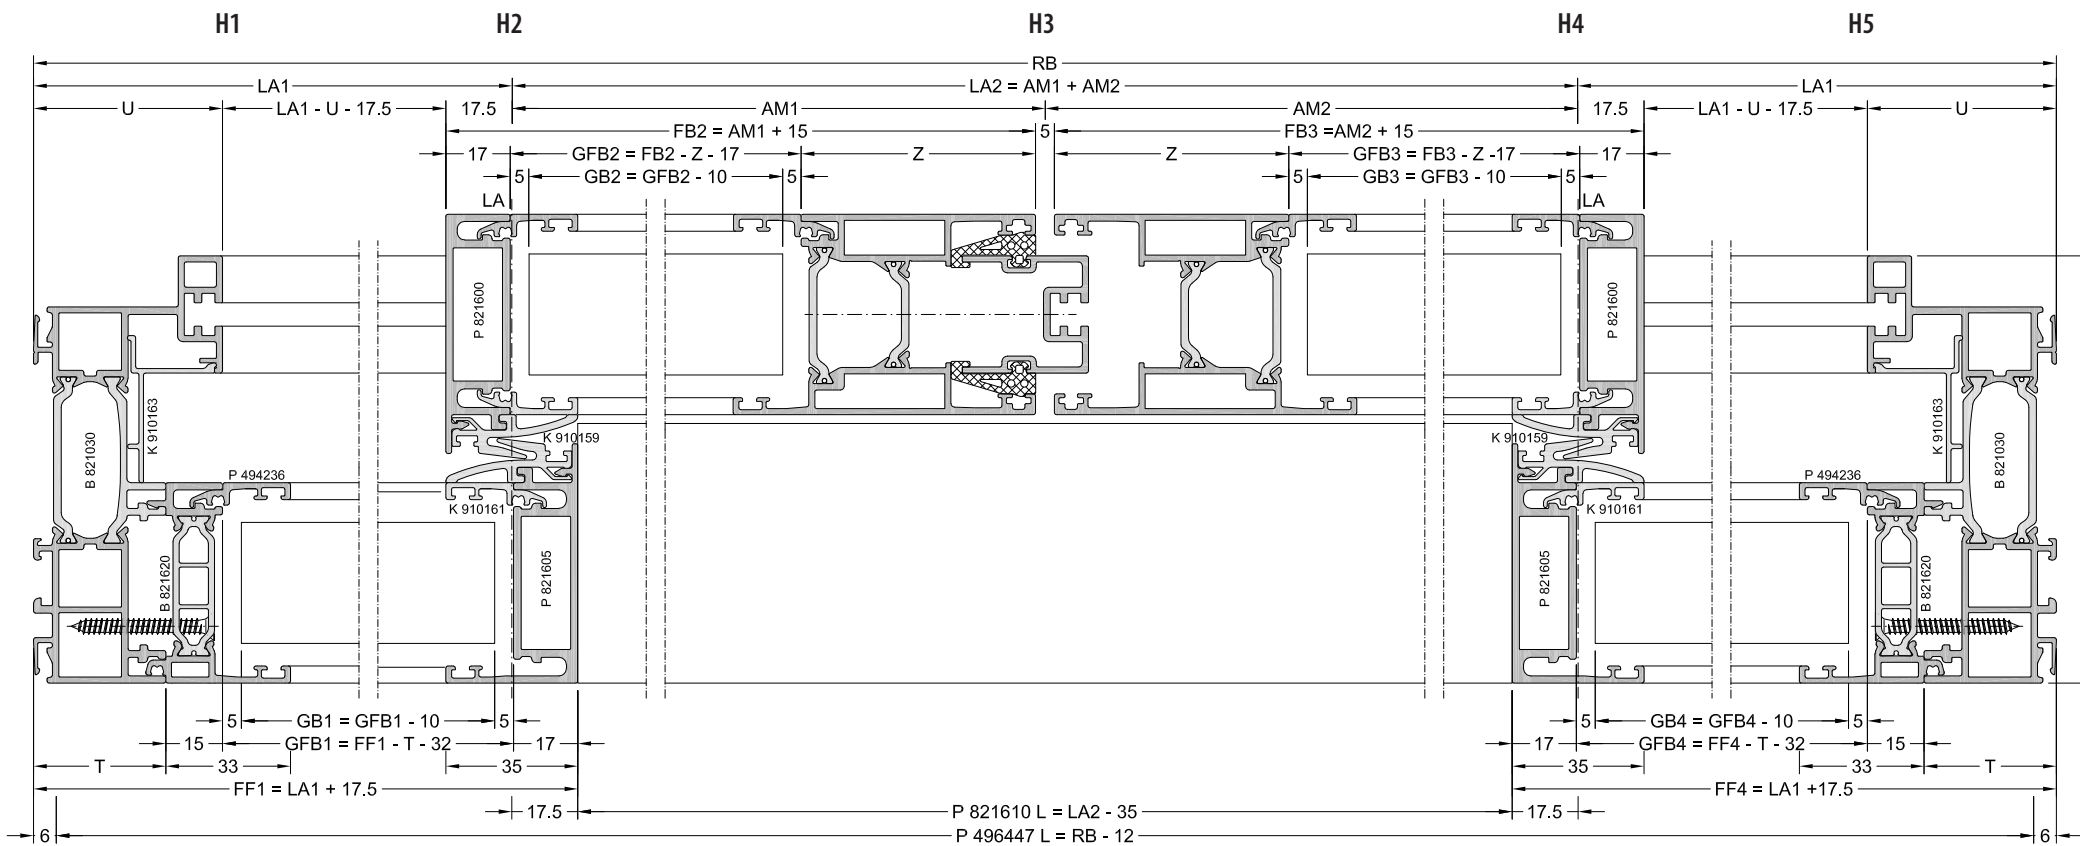 H1 H2 H3 H4 H5
RB
LA1 LA2 = AM1 + AM2 LA1
U LA1 - U - 17.5 17.5 AM1 AM2 17.5 LA1 - U - 17.5 U
FB2 = AM1 + 15 5 FB3 =AM2 + 15
17 GFB2 = FB2 - Z - 17 Z Z GFB3 = FB3 - Z -17 17
5 GB2 = GFB2 - 10 5 5 GB3 = GFB3 - 10 5
LA LA
P 821600 P 821600
K 910163 K 910163
B 821030 B 821030
K 910159 K 910159
P 494236 P 494236
K 910161 K 910161
B 821620 P 821605 P 821605 B 821620
5 GB1 = GFB1 - 10 5 5 GB4 = GFB4 - 10 5
15 GFB1 = FF1 - T - 32 17 17 GFB4 = FF4 - T - 32 15
T 33 35 35 33 T
FF1 = LA1 + 17.5 FF4 = LA1 +17.5
17.5 P 821610 L = LA2 - 35 17.5
6 P 496447 L = RB - 12 6